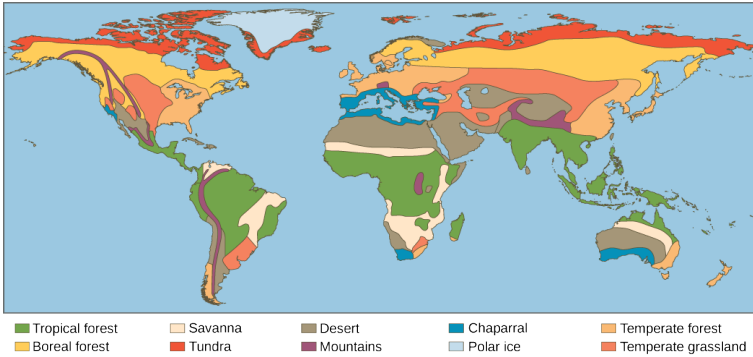 Tropical forest Savanna Desert Chaparral Temperate forest
Boreal forest Tundra Mountains Polar ice Temperate grassland